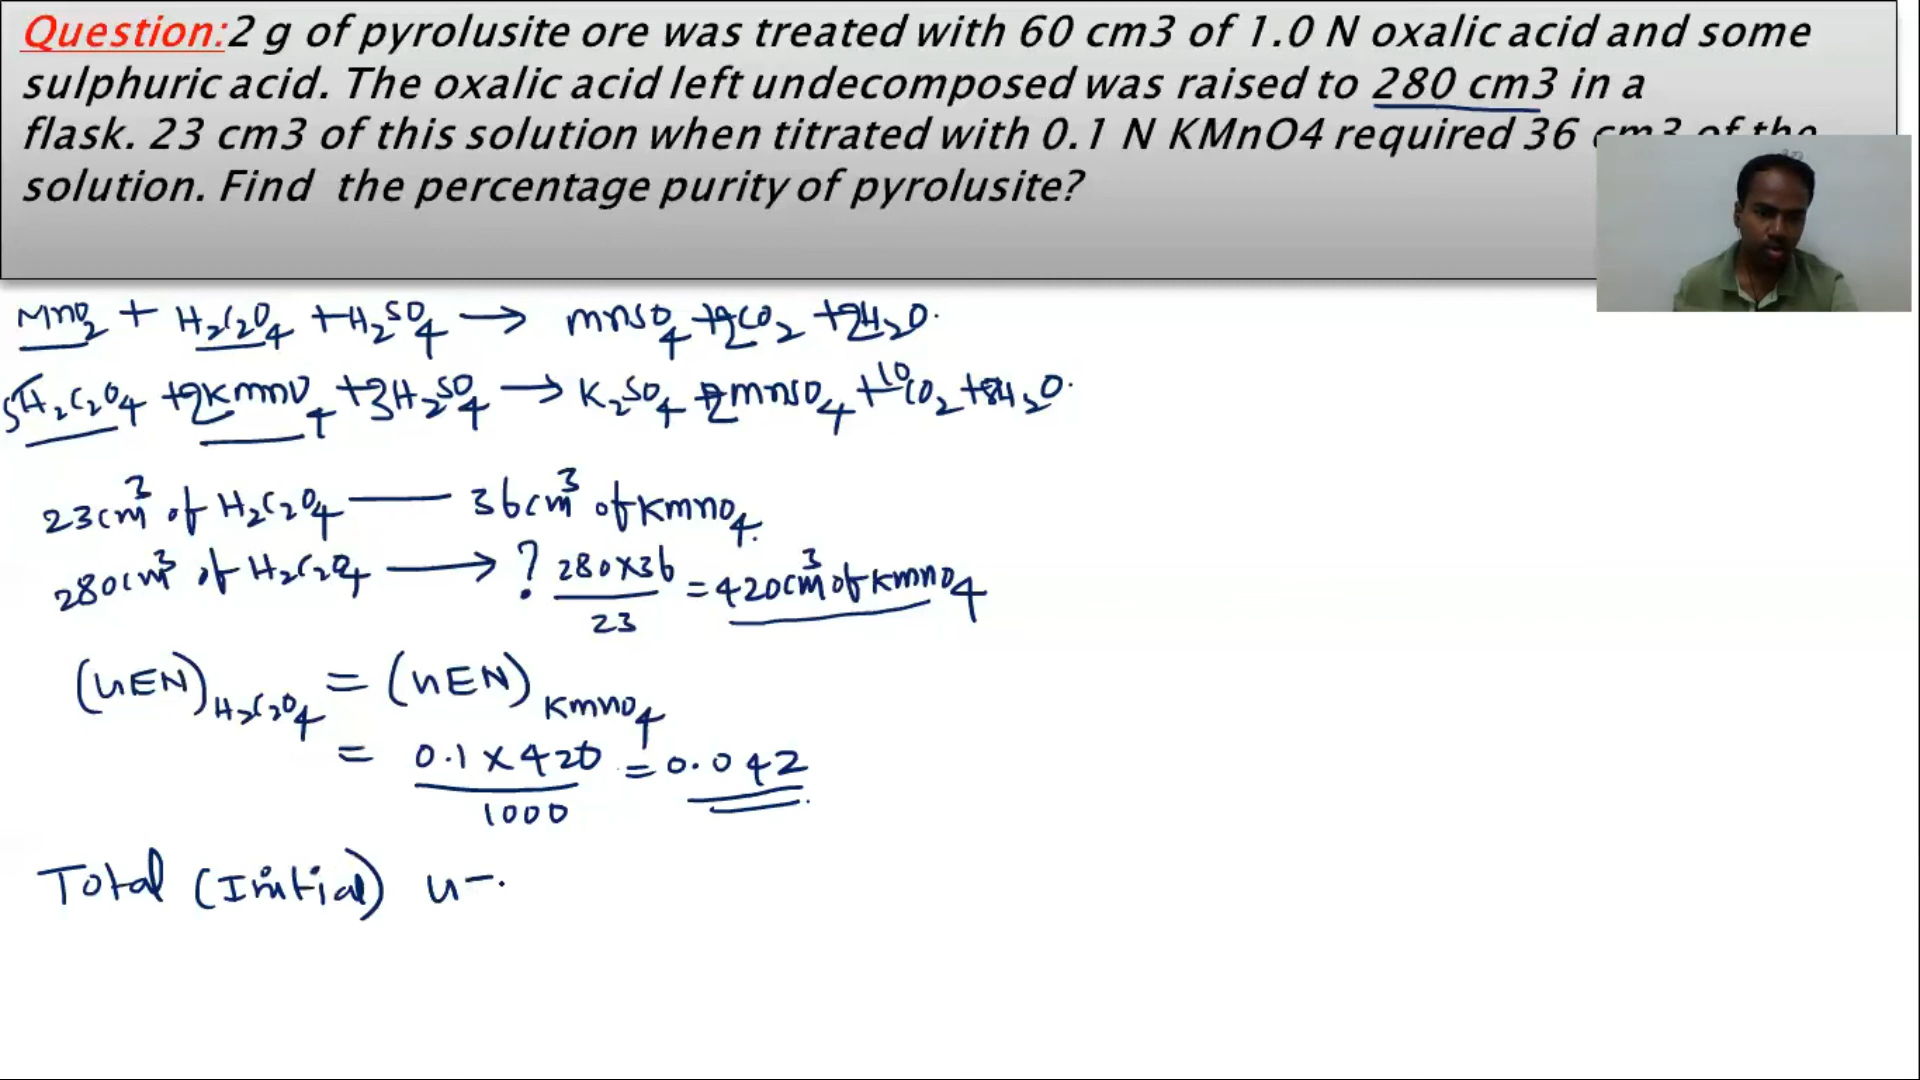 Question:2 g of pyrolusite ore was treated with 60 cm3 of 1.0 N oxalic acid and some
sulphuric acid. The oxalic acid left undecomposed was raised to 280 cm3 in a
flask. 23 cm3 of this solution when titrated with 0.1 N KMnO4 required 36 cm3 of the
solution. Find the percentage purity of pyrolusite?
MnO2 + H2C2O4 + H2SO4 → MnSO4 + 2CO2 + 2H2O.
5H2C2O4 + 2KMnO4 + 3H2SO4 → K2SO4 + 2MnSO4 + 10CO2 + 8H2O.
23cm³ of H2C2O4 — 36cm³ of KMnO4.
280cm³ of H2C2O4 → ? 280×36/23 = 420cm³ of KMnO4
(nEN)H2C2O4 = (nEN)KMnO4
= 0.1 × 420/1000 = 0.042
Total (Initial)